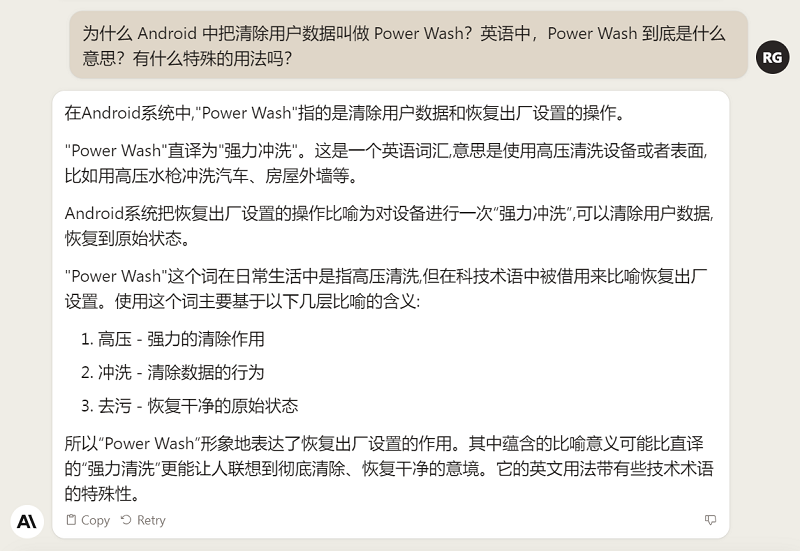 为什么 Android 中把清除用户数据叫做 Power Wash？英语中，Power Wash 到底是什么
意思？有什么特殊的用法吗？
RG
在Android系统中,"Power Wash"指的是清除用户数据和恢复出厂设置的操作。
"Power Wash"直译为"强力冲洗"。这是一个英语词汇,意思是使用高压清洗设备或者表面,
比如用高压水枪冲洗汽车、房屋外墙等。
Android系统把恢复出厂设置的操作比喻为对设备进行一次“强力冲洗”,可以清除用户数据,
恢复到原始状态。
"Power Wash"这个词在日常生活中是指高压清洗,但在科技术语中被借用来比喻恢复出厂
设置。使用这个词主要基于以下几层比喻的含义:
1. 高压 - 强力的清除作用
2. 冲洗 - 清除数据的行为
3. 去污 - 恢复干净的原始状态
所以“Power Wash”形象地表达了恢复出厂设置的作用。其中蕴含的比喻意义可能比直译
的“强力清洗”更能让人联想到彻底清除、恢复干净的意境。它的英文用法带有些技术术语
的特殊性。
A\
Copy Retry